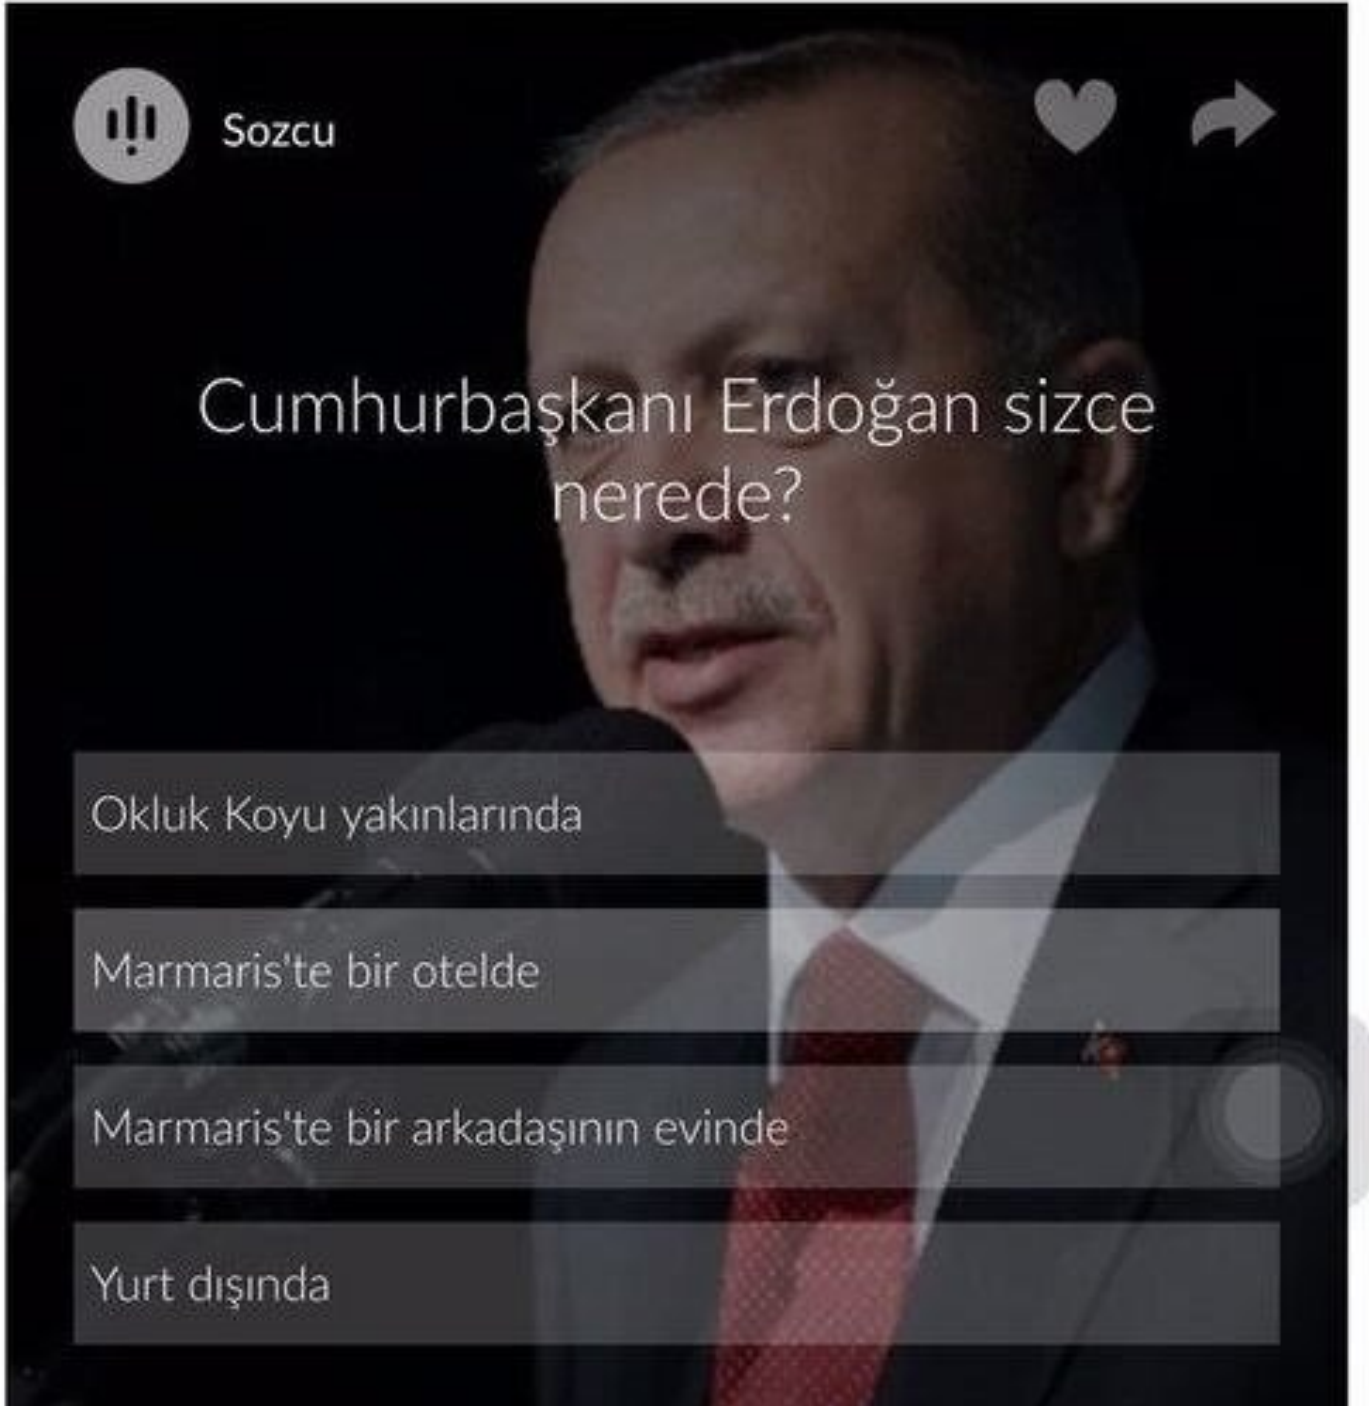 Sozcu
Cumhurbaşkanı Erdoğan sizce
nerede?
Okluk Koyu yakınlarında
Marmaris'te bir otelde
Marmaris'te bir arkadaşının evinde
Yurt dışında